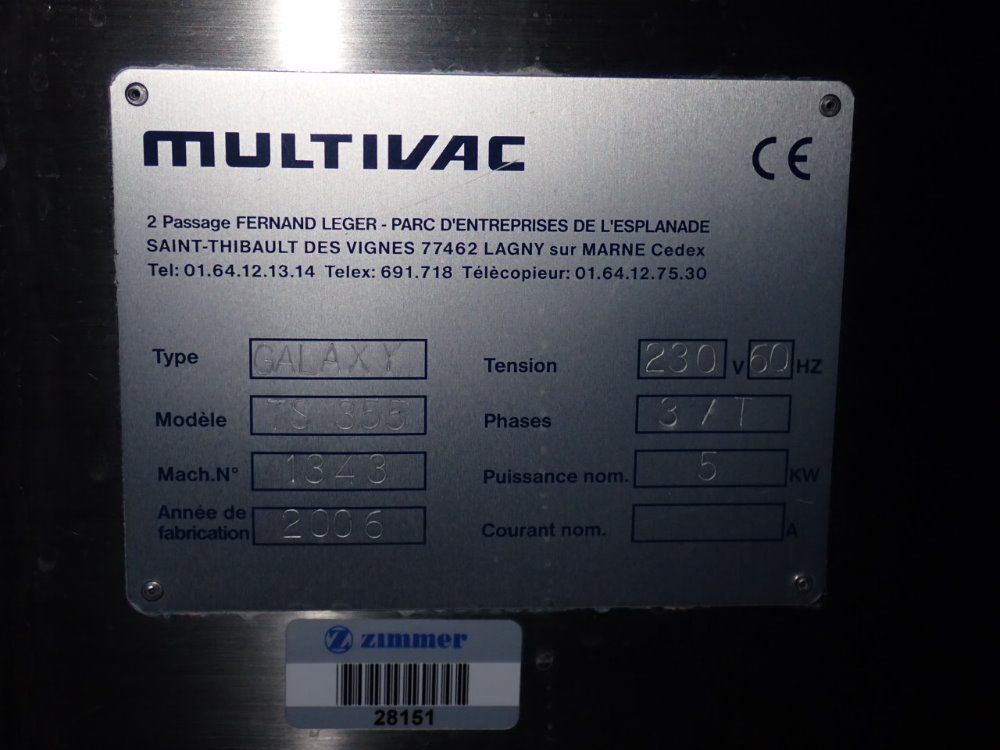 MULTIVAC
CE
2 Passage FERNAND LEGER - PARC D'ENTREPRISES DE L'ESPLANADE
SAINT-THIBAULT DES VIGNES 77462 LAGNY sur MARNE Cedex
Tel: 01.64.12.13.14 Telex: 691.718 Télècopieur: 01.64.12.75.30
Type GALAXY
Modèle TS 355
Mach.N° 1343
Année de
fabrication 2006
Tension 230 V 60 HZ
Phases 3 / T
Puissance nom. 5 KW
Courant nom. A
Z zimmer
28151